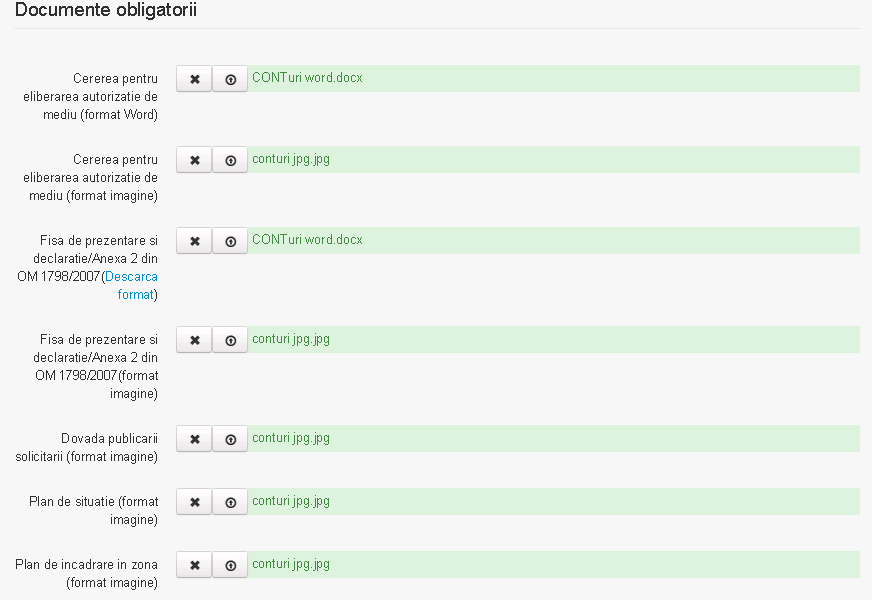 Documente obligatorii
Cererea pentru
eliberarea autorizatie de
mediu (format Word)
CONTuri word.docx
Cererea pentru
eliberarea autorizatie de
mediu (format imagine)
conturi jpg.jpg
Fisa de prezentare si
declaratie/Anexa 2 din
OM 1798/2007(Descarca
format)
CONTuri word.docx
Fisa de prezentare si
declaratie/Anexa 2 din
OM 1798/2007(format
imagine)
conturi jpg.jpg
Dovada publicarii
solicitarii (format imagine)
conturi jpg.jpg
Plan de situatie (format
imagine)
conturi jpg.jpg
Plan de incadrare in zona
(format imagine)
conturi jpg.jpg